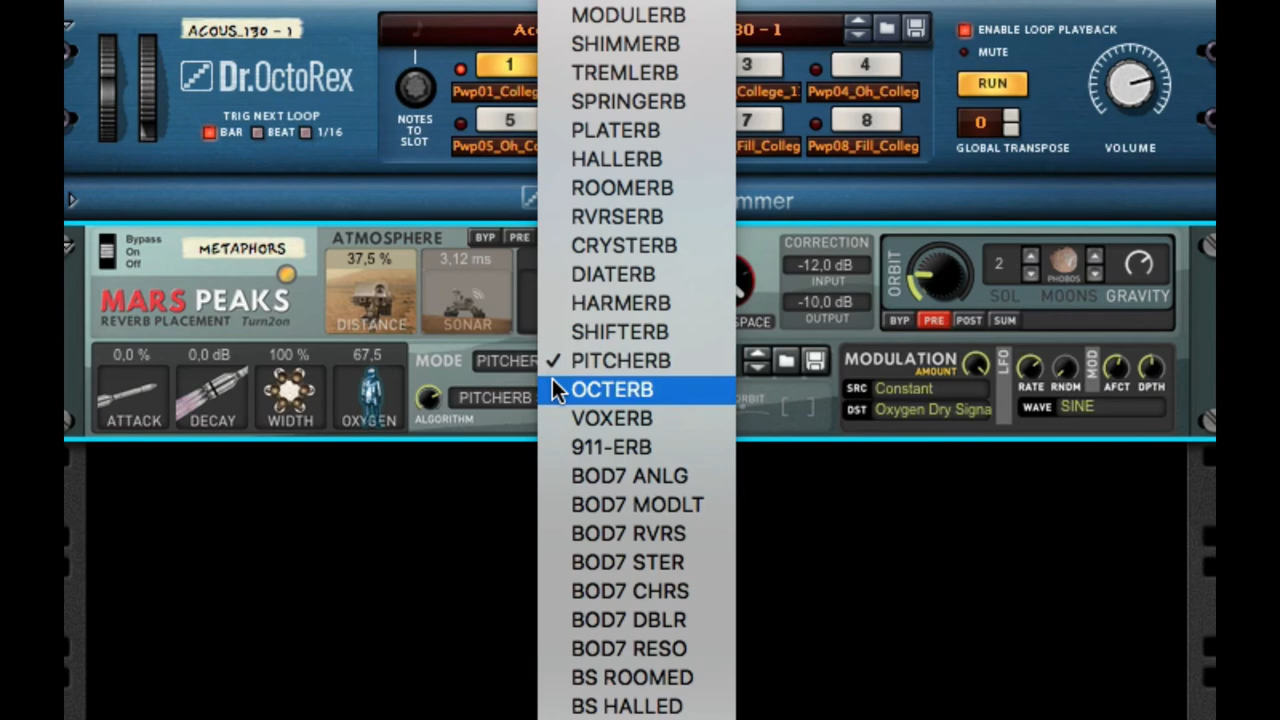 ACOUS_130 - 1
Dr.OctoRex
TRIG NEXT LOOP
BAR BEAT 1/16
NOTES
TO
SLOT
30 - 1
1
3
4
Pwp01_Colleg
College_1
Pwp04_Oh_Colleg
5
7
8
Pwp05_Oh_Co
Fill_Colleg
Pwp08_Fill_Colleg
ENABLE LOOP PLAYBACK
MUTE
RUN
0
GLOBAL TRANSPOSE
VOLUME
mmer
Bypass
On
Off
METAPHORS
MARS PEAKS
REVERB PLACEMENT Turn2on
ATMOSPHERE
BYP PRE
37,5 %
3,12 ms
DISTANCE
SONAR
0,0 %
0,0 dB
100 %
67,5
ATTACK
DECAY
WIDTH
OXYGEN
MODE
PITCHER
PITCHERB
ALGORITHM
MODULERB
SHIMMERB
TREMLERB
SPRINGERB
PLATERB
HALLERB
ROOMERB
RVRSERB
CRYSTERB
DIATERB
HARMERB
SHIFTERB
✓ PITCHERB
OCTERB
VOXERB
911-ERB
BOD7 ANLG
BOD7 MODLT
BOD7 RVRS
BOD7 STER
BOD7 CHRS
BOD7 DBLR
BOD7 RESO
BS ROOMED
BS HALLED
SPACE
CORRECTION
-12,0 dB
INPUT
-10,0 dB
OUTPUT
ORBIT
2
SOL
PHOBOS
MOONS
GRAVITY
BYP PRE POST SUM
ORBIT
[ ]
MODULATION
AMOUNT
SRC Constant
DST Oxygen Dry Signa
LFO
RATE RNDM
MOD
AFCT DPTH
WAVE SINE